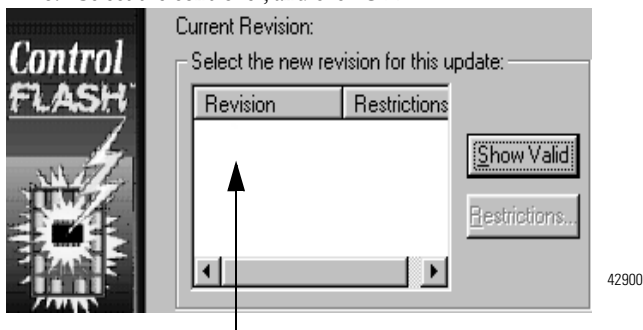 Current Revision:
Control
FLASH
Select the new revision for this update:
Revision Restrictions
Show Valid
Restrictions...
42900